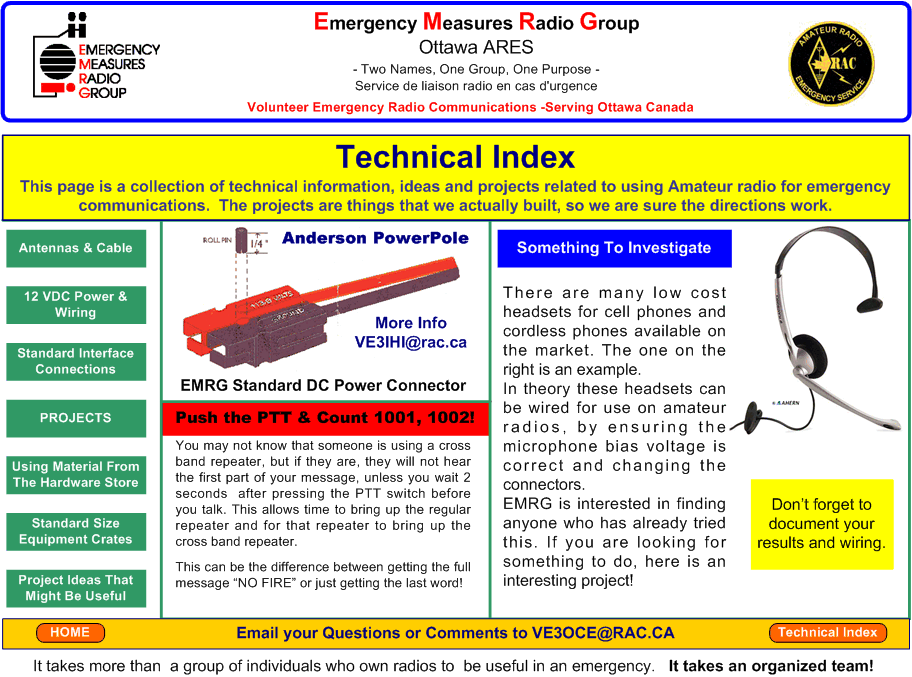 EMERGENCY
MEASURES
RADIO
GROUP
Emergency Measures Radio Group
Ottawa ARES
- Two Names, One Group, One Purpose -
Service de liaison radio en cas d'urgence
Volunteer Emergency Radio Communications -Serving Ottawa Canada
AMATEUR RADIO
RAC
EMERGENCY SERVICE
Technical Index
This page is a collection of technical information, ideas and projects related to using Amateur radio for emergency
communications. The projects are things that we actually built, so we are sure the directions work.
Antennas & Cable
12 VDC Power &
Wiring
Standard Interface
Connections
PROJECTS
Using Material From
The Hardware Store
Standard Size
Equipment Crates
Project Ideas That
Might Be Useful
ROLL PIN
1/4"
Anderson PowerPole
More Info
VE3IHI@rac.ca
EMRG Standard DC Power Connector
Push the PTT & Count 1001, 1002!
You may not know that someone is using a cross
band repeater, but if they are, they will not hear
the first part of your message, unless you wait 2
seconds after pressing the PTT switch before
you talk. This allows time to bring up the regular
repeater and for that repeater to bring up the
cross band repeater.
This can be the difference between getting the full
message “NO FIRE” or just getting the last word!
Something To Investigate
There are many low cost
headsets for cell phones and
cordless phones available on
the market. The one on the
right is an example.
In theory these headsets can
be wired for use on amateur
radios, by ensuring the
microphone bias voltage is
correct and changing the
connectors.
EMRG is interested in finding
anyone who has already tried
this. If you are looking for
something to do, here is an
interesting project!
AHERN
Don’t forget to
document your
results and wiring.
HOME
Email your Questions or Comments to VE3OCE@RAC.CA
Technical Index
It takes more than a group of individuals who own radios to be useful in an emergency. It takes an organized team!